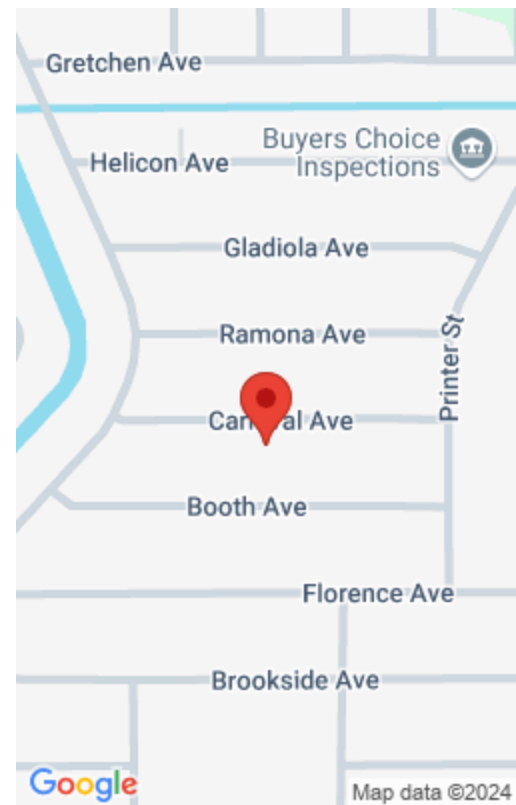 Gretchen Ave
Buyers Choice
Inspections
Helicon Ave
Gladiola Ave
Ramona Ave
Printer St
Ave
Booth Ave
Florence Ave
Brookside Ave
Google
Map data ©2024